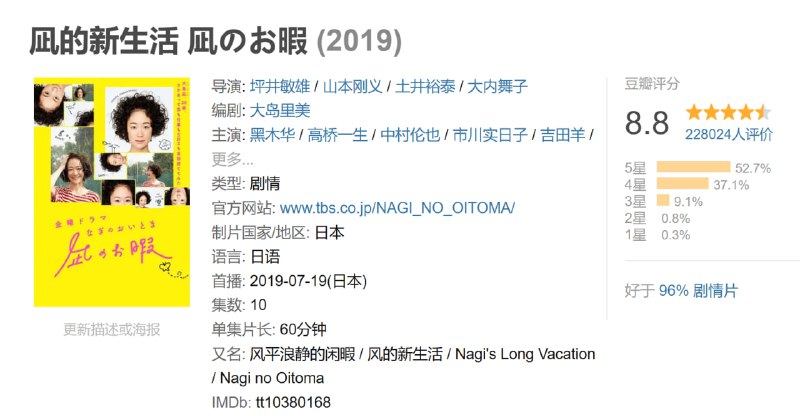 凪的新生活 凪のお暇 (2019)
导演: 坪井敏雄 / 山本刚义 / 土井裕泰 / 大内舞子
编剧: 大岛里美
主演: 黑木华 / 高桥一生 / 中村伦也 / 市川实日子 / 吉田羊 /
更多...
类型: 剧情
官方网站: www.tbs.co.jp/NAGI_NO_OITOMA/
制片国家/地区: 日本
语言: 日语
首播: 2019-07-19(日本)
集数: 10
单集片长: 60分钟
又名: 风平浪静的闲暇 / 风的新生活 / Nagi's Long Vacation
/ Nagi no Oitoma
IMDb: tt10380168
金曜ドラマ
なぎのおいとま
凪のお暇
更新描述或海报
豆瓣评分
8.8
228024人评价
5星 52.7%
4星 37.1%
3星 9.1%
2星 0.8%
1星 0.3%
好于 96% 剧情片